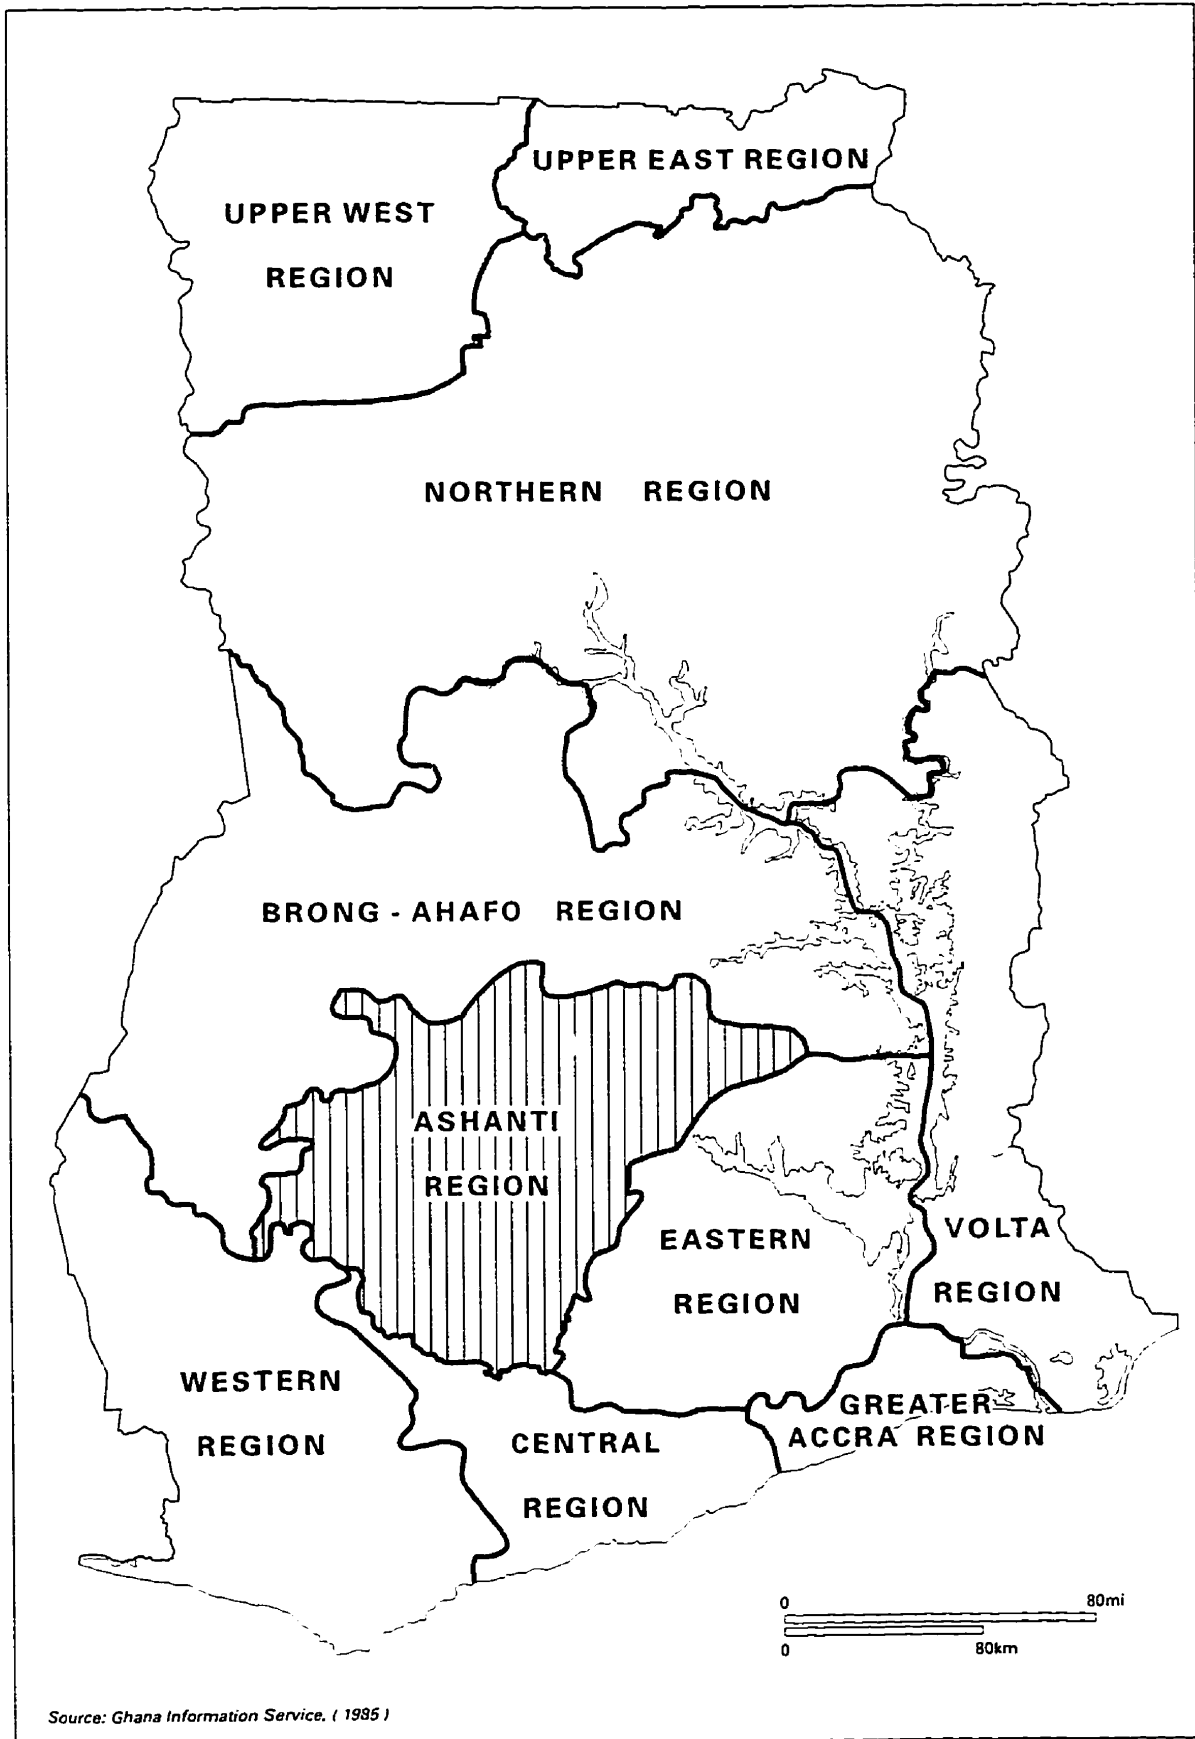 UPPER EAST REGION
UPPER WEST
REGION
NORTHERN REGION
BRONG - AHAFO REGION
ASHANTI
REGION
EASTERN
REGION
VOLTA
REGION
WESTERN
REGION
GREATER
ACCRA REGION
CENTRAL
REGION
0 80mi
0 80km
Source: Ghana Information Service. ( 1985 )